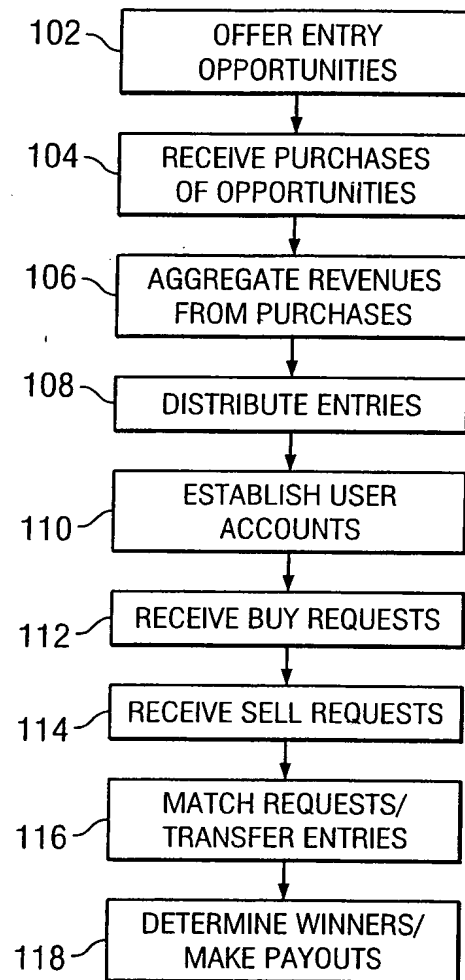 102
OFFER ENTRY
OPPORTUNITIES
104
RECEIVE PURCHASES
OF OPPORTUNITIES
106
AGGREGATE REVENUES
FROM PURCHASES
108
DISTRIBUTE ENTRIES
110
ESTABLISH USER
ACCOUNTS
112
RECEIVE BUY REQUESTS
114
RECEIVE SELL REQUESTS
116
MATCH REQUESTS/
TRANSFER ENTRIES
118
DETERMINE WINNERS/
MAKE PAYOUTS